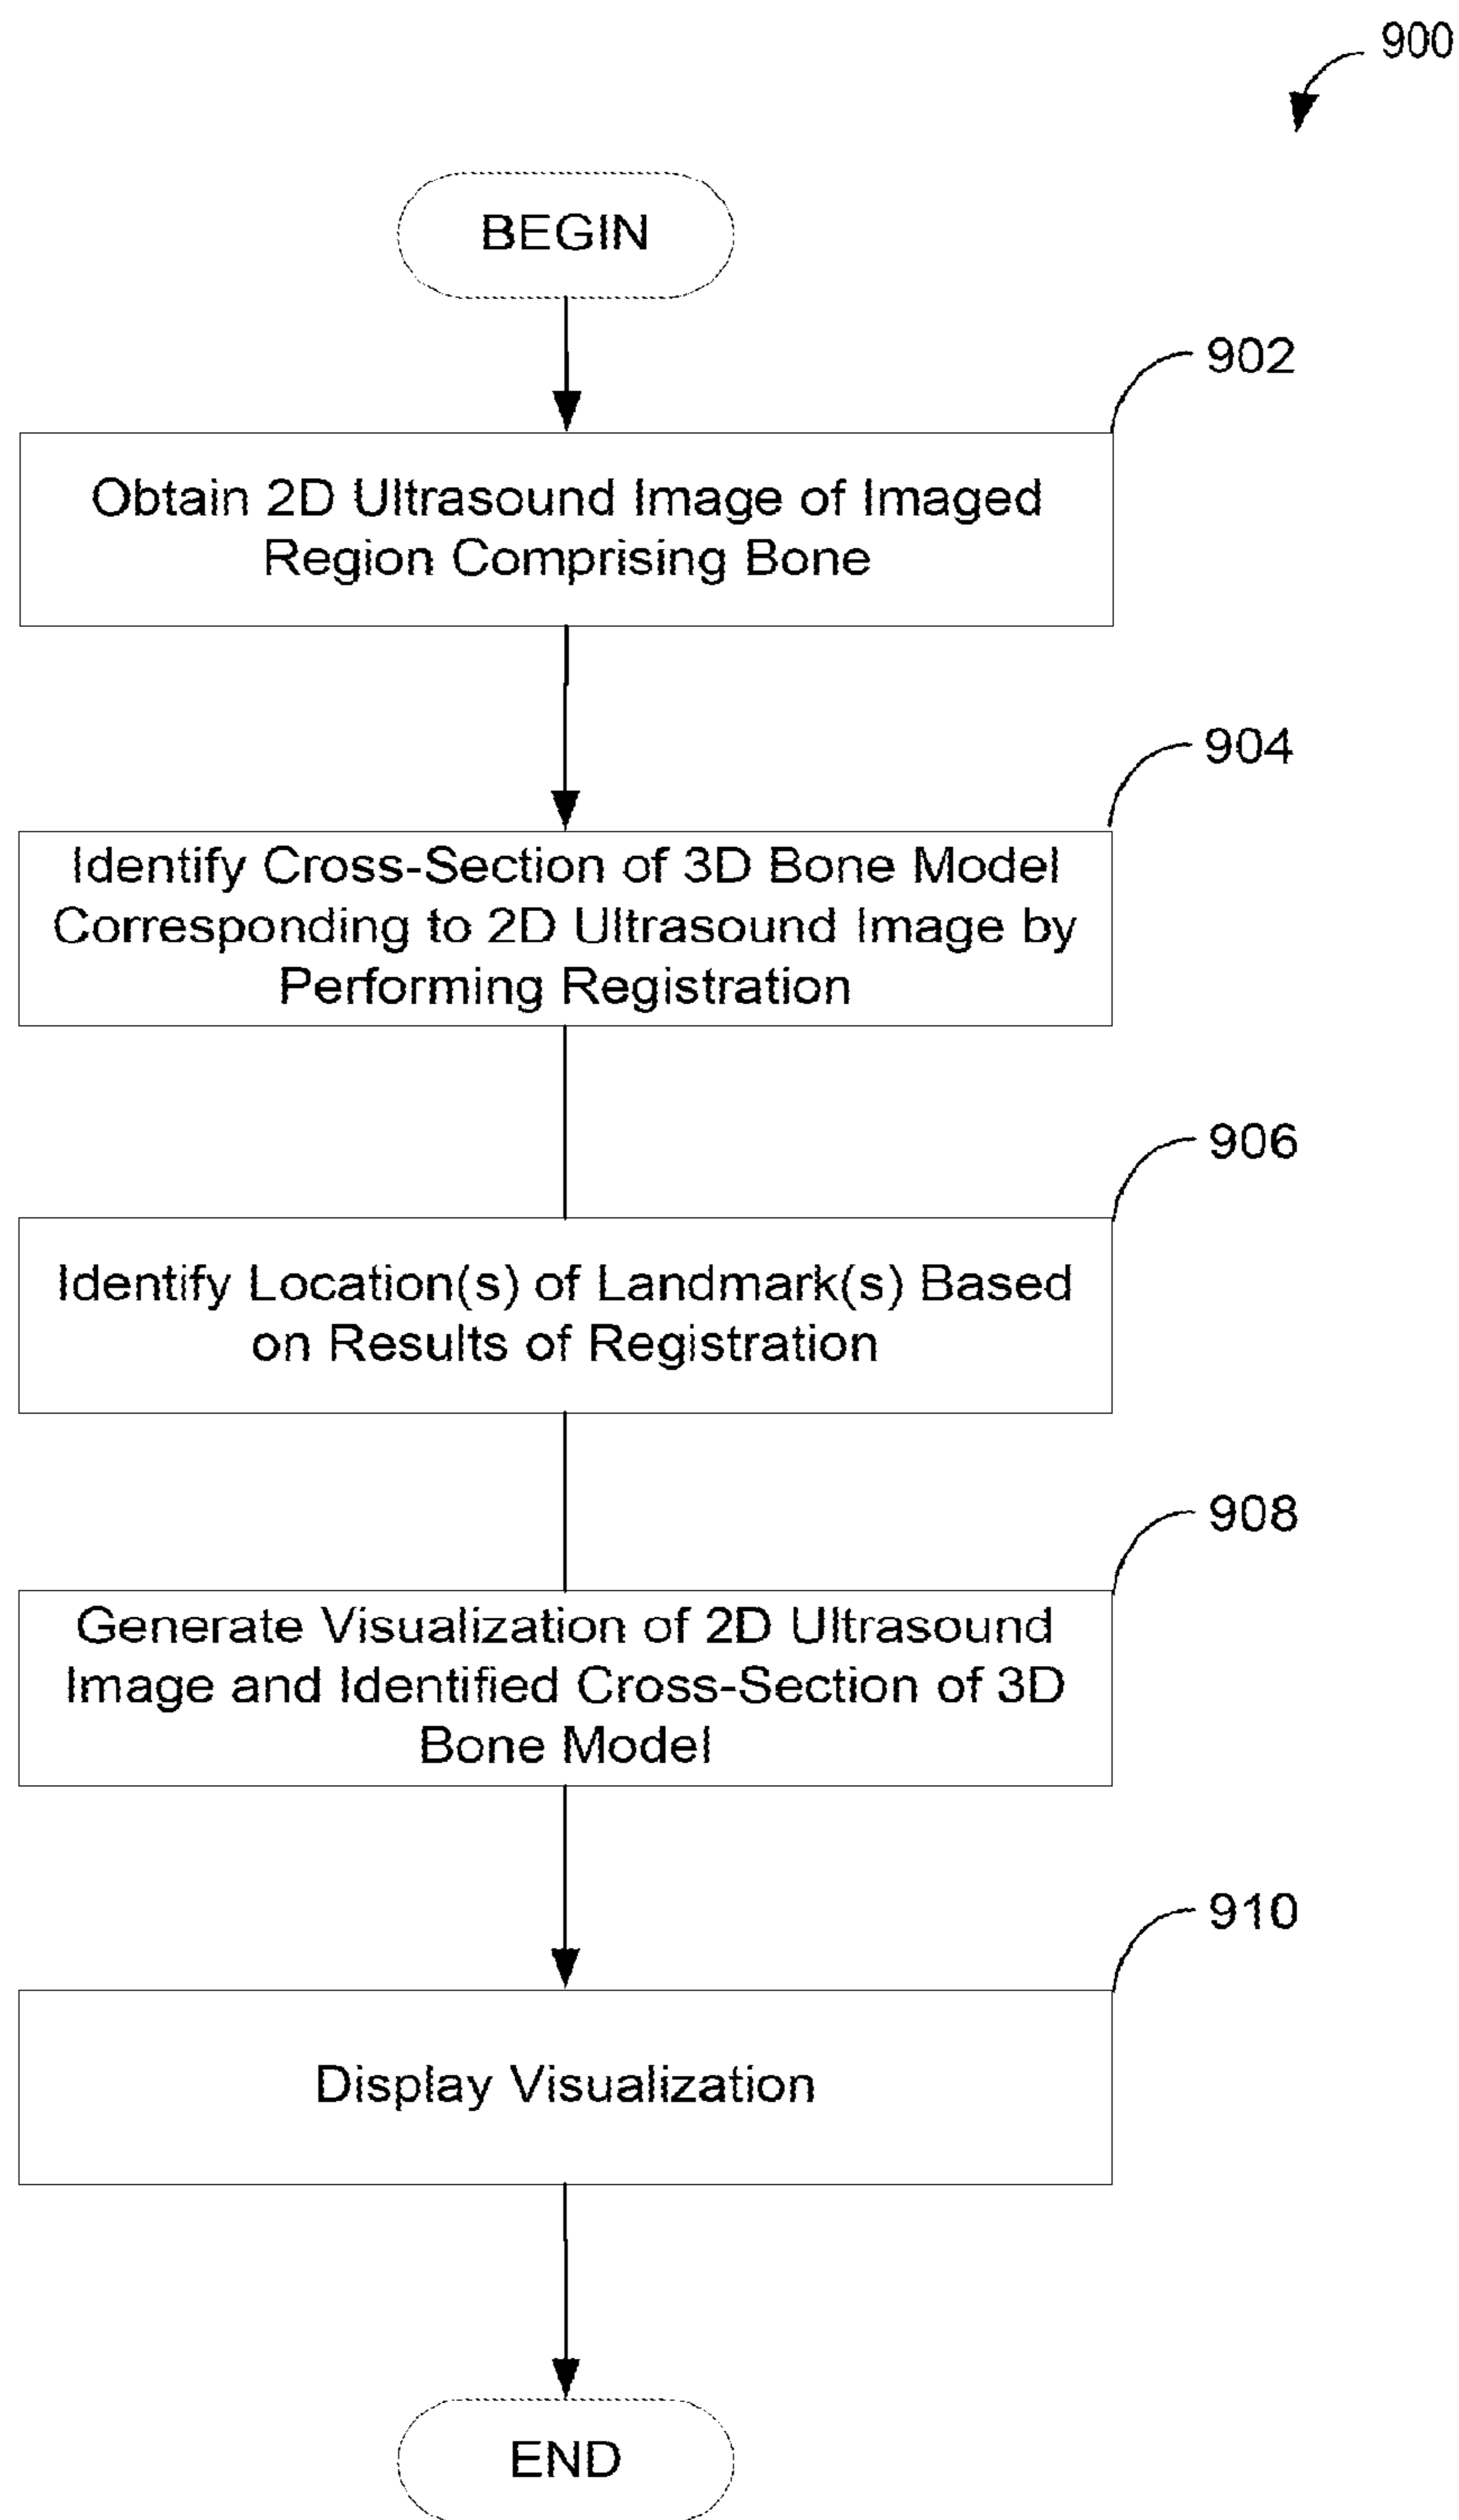 900
BEGIN
902
Obtain 2D Ultrasound Image of Imaged
Region Comprising Bone
904
Identify Cross-Section of 3D Bone Model
Corresponding to 2D Ultrasound Image by
Performing Registration
906
Identify Location(s) of Landmark(s) Based
on Results of Registration
908
Generate Visualization of 2D Ultrasound
Image and Identified Cross-Section of 3D
Bone Model
910
Display Visualization
END